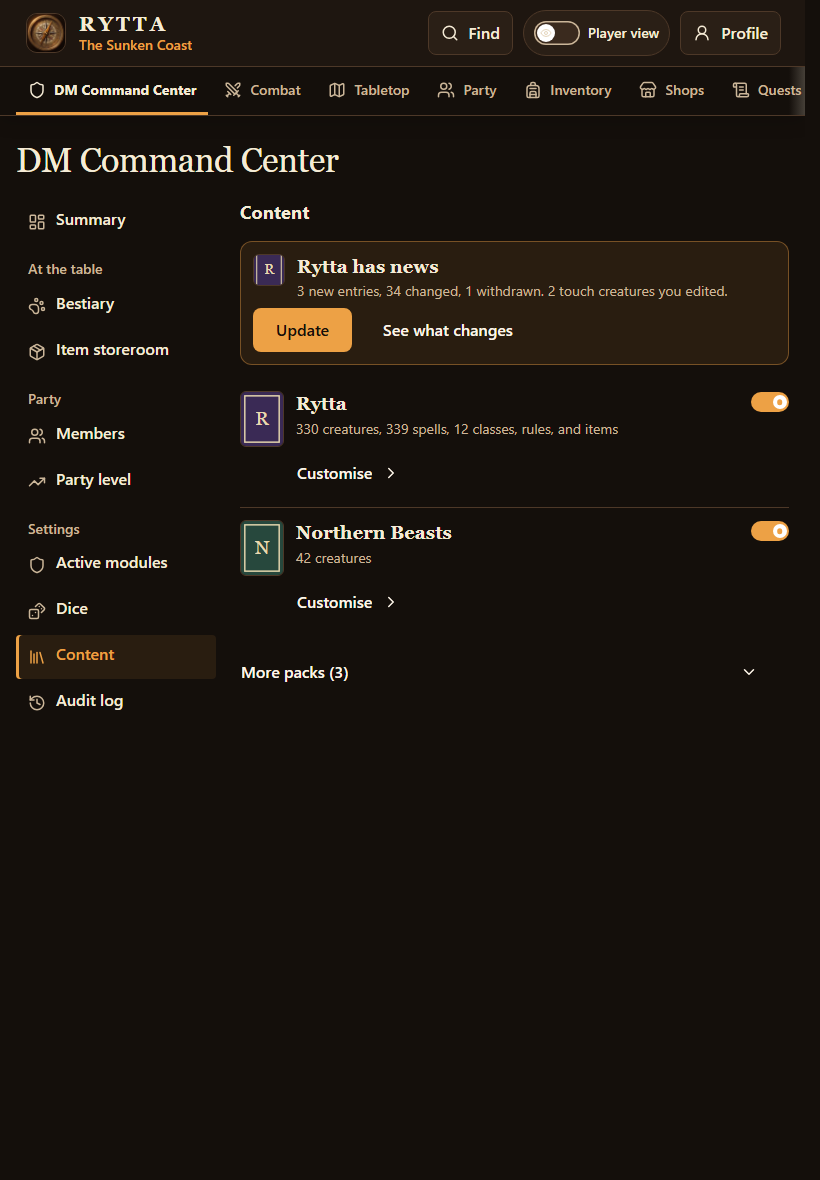 RYTTA
The Sunken Coast
Find
Player view
Profile
DM Command Center
Combat
Tabletop
Party
Inventory
Shops
Quests
DM Command Center
Summary
At the table
Bestiary
Item storeroom
Party
Members
Party level
Settings
Active modules
Dice
Content
Audit log
Content
R
Rytta has news
3 new entries, 34 changed, 1 withdrawn. 2 touch creatures you edited.
Update
See what changes
R
Rytta
330 creatures, 339 spells, 12 classes, rules, and items
Customise
N
Northern Beasts
42 creatures
Customise
More packs (3)